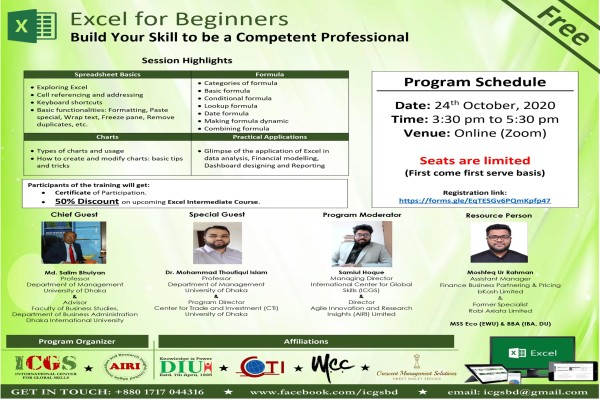 Excel for Beginners
Free
Build Your Skill to be a Competent Professional
Session Highlights
Spreadsheet Basics
• Exploring Excel
• Cell referencing and addressing
• Keyboard shortcuts
• Basic functionalities: Formatting, Paste
special, Wrap text, Freeze pane, Remove
duplicates, etc.
Formula
• Categories of formula
• Basic formula
• Conditional formula
• Lookup formula
• Date formula
• Making formula dynamic
• Combining formula
Charts
• Types of charts and usage
• How to create and modify charts: basic tips
and tricks
Practical Applications
• Glimpse of the application of Excel in
data analysis, Financial modelling,
Dashboard designing and Reporting
Program Schedule
Date: 24th October, 2020
Time: 3:30 pm to 5:30 pm
Venue: Online (Zoom)
Seats are limited
(First come first serve basis)
Registration link:
https://forms.gle/EqTESGv6PQmKpfp47
Participants of the training will get:
• Certificate of Participation.
• 50% Discount on upcoming Excel Intermediate Course.
Chief Guest
Md. Salim Bhuiyan
Professor
Department of Management
University of Dhaka
&
Advisor
Faculty of Business Studies,
Department of Business Administration
Dhaka International University
Special Guest
Dr. Mohammad Thoufiqul Islam
Professor
Department of Management
University of Dhaka
&
Program Director
Center for Trade and Investment (CTI)
University of Dhaka
Program Moderator
Samiul Hoque
Managing Director
International Center for Global
Skills (ICGS)
&
Director
Agile Innovation and Research
Insights (AIRI) Limited
Resource Person
Moshfeq Ur Rahman
Assistant Manager
Finance Business Partnering & Pricing
bKash Limited
&
Former Specialist
Robi Axiata Limited
MSS Eco (EWU) & BBA (IBA, DU)
Program Organizer
Affiliations
ICGS
INTERNATIONAL CENTER
FOR GLOBAL SKILLS
AIRI
Knowledge is Power
DIU
Estd. 7th April, 1995
CTI
MCC
Crescent Management Solutions
Excel
GET IN TOUCH: +880 1717 044316 ★ www.facebook.com/icgsbd ★ email: icgsbd@gmail.com